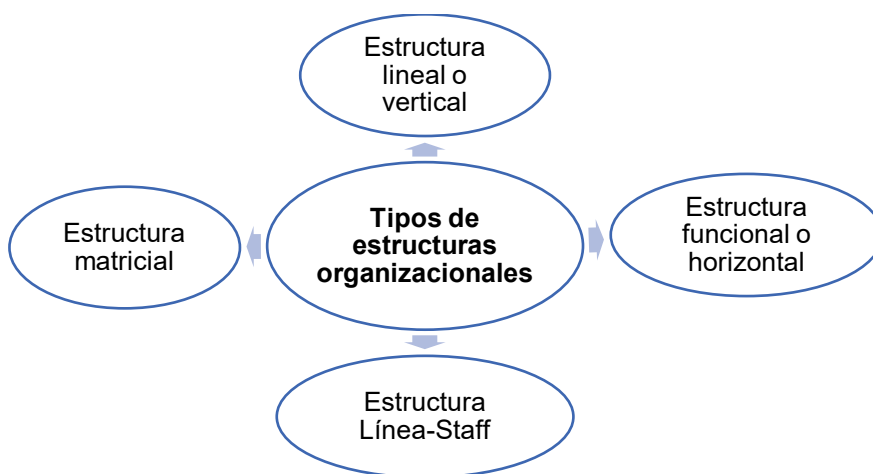 Estructura
lineal o
vertical
Estructura
matricial
Tipos de
estructuras
organizacionales
Estructura
funcional o
horizontal
Estructura
Línea-Staff